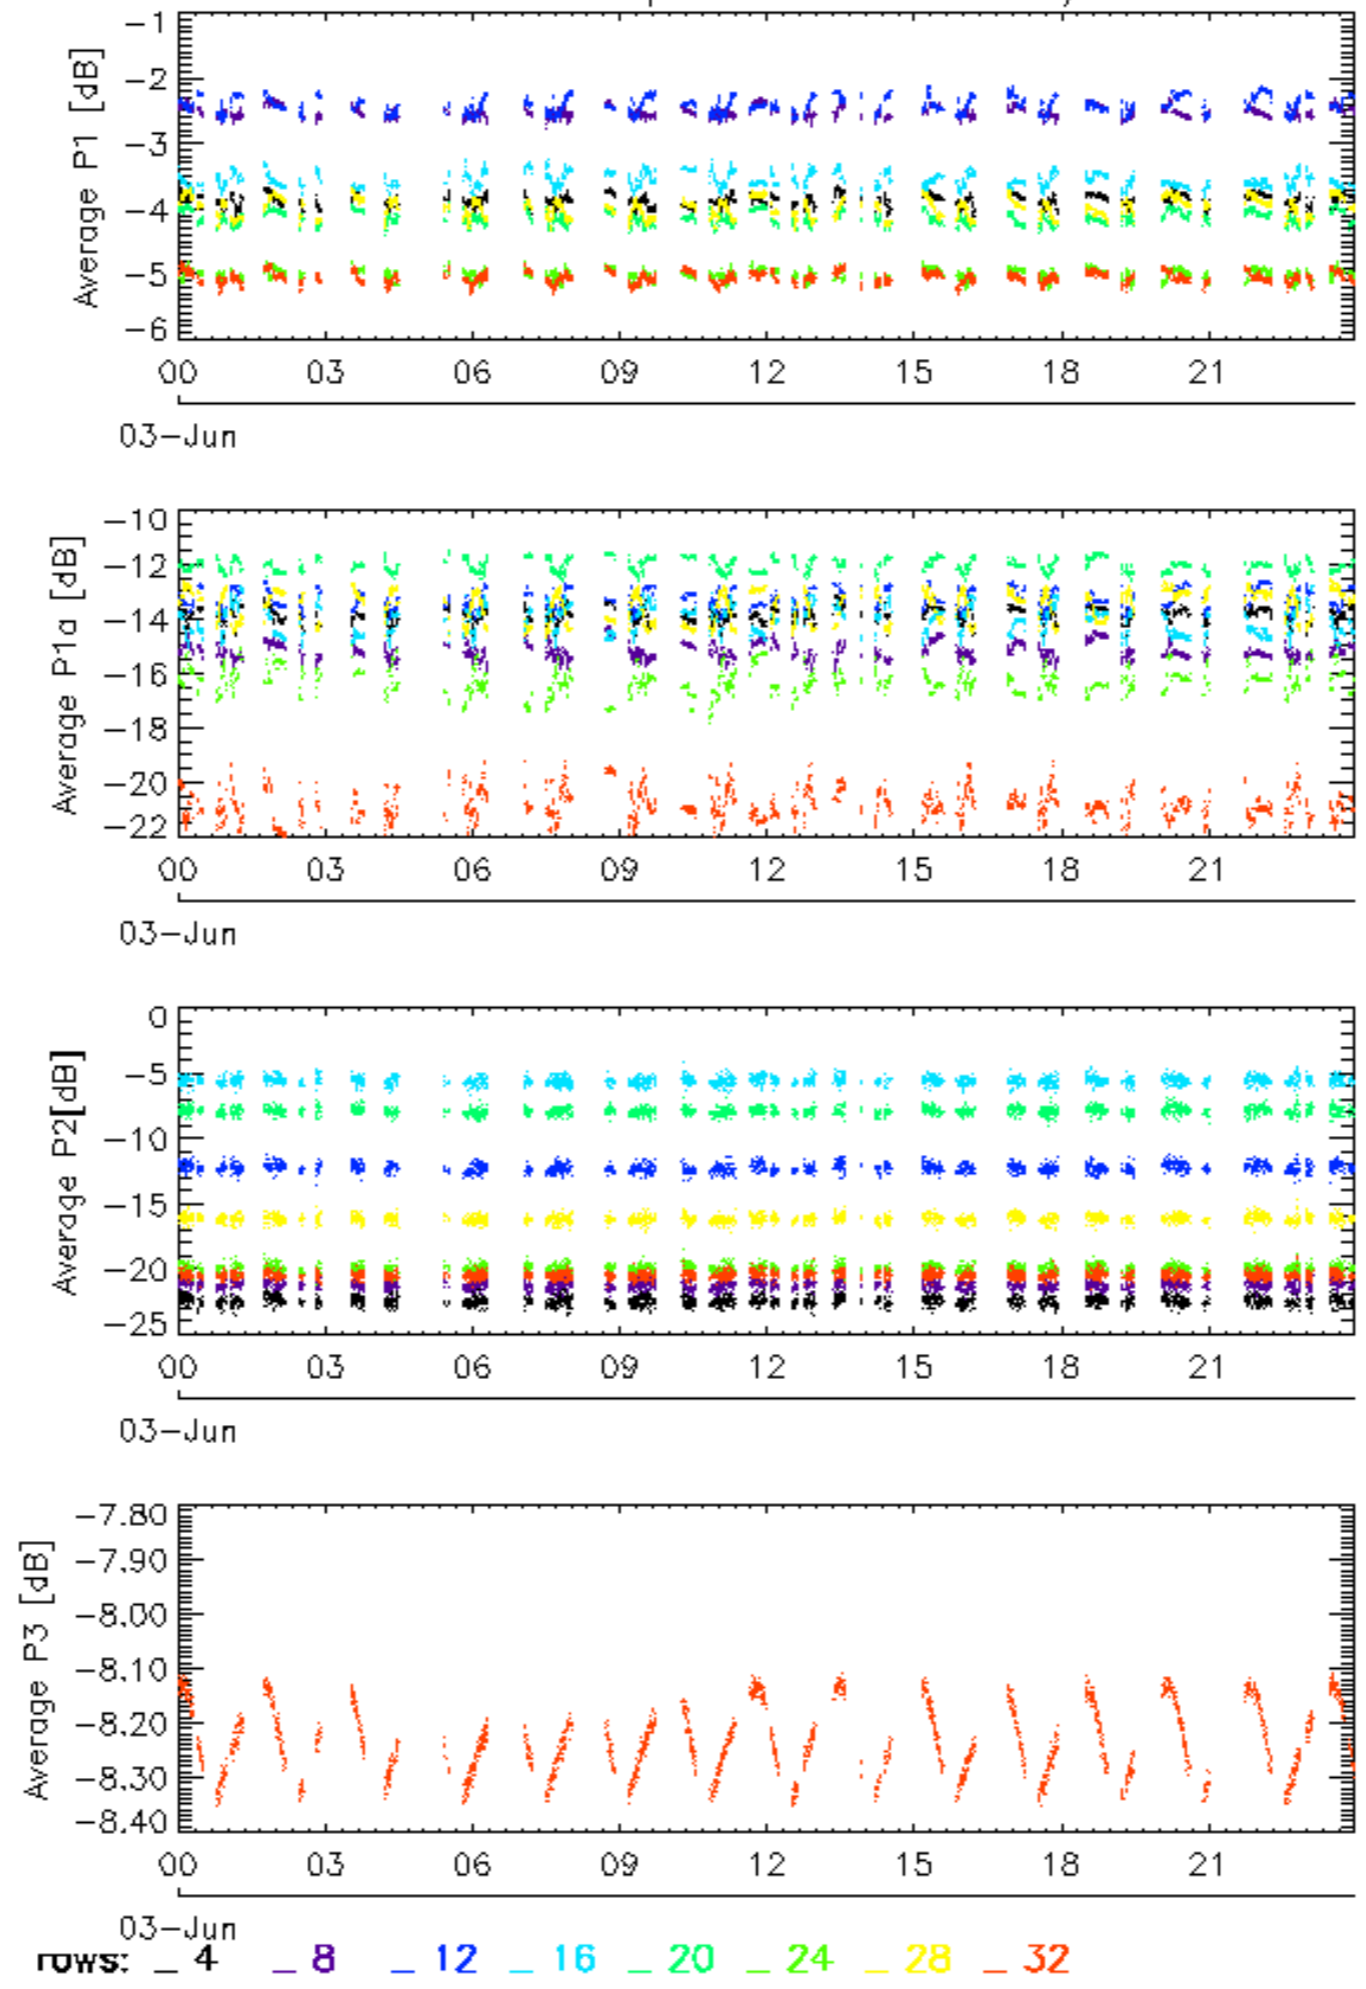 Average P1 [dB]
-1
-2
-3
-4
-5
-6
00 03 06 09 12 15 18 21
03-Jun
Average P1a [dB]
-10
-12
-14
-16
-18
-20
-22
00 03 06 09 12 15 18 21
03-Jun
Average P2[dB]
0
-5
-10
-15
-20
-25
00 03 06 09 12 15 18 21
03-Jun
Average P3 [dB]
-7.80
-7.90
-8.00
-8.10
-8.20
-8.30
-8.40
00 03 06 09 12 15 18 21
03-Jun
rows: _ 4 _ 8 _ 12 _ 16 _ 20 _ 24 _ 28 _ 32